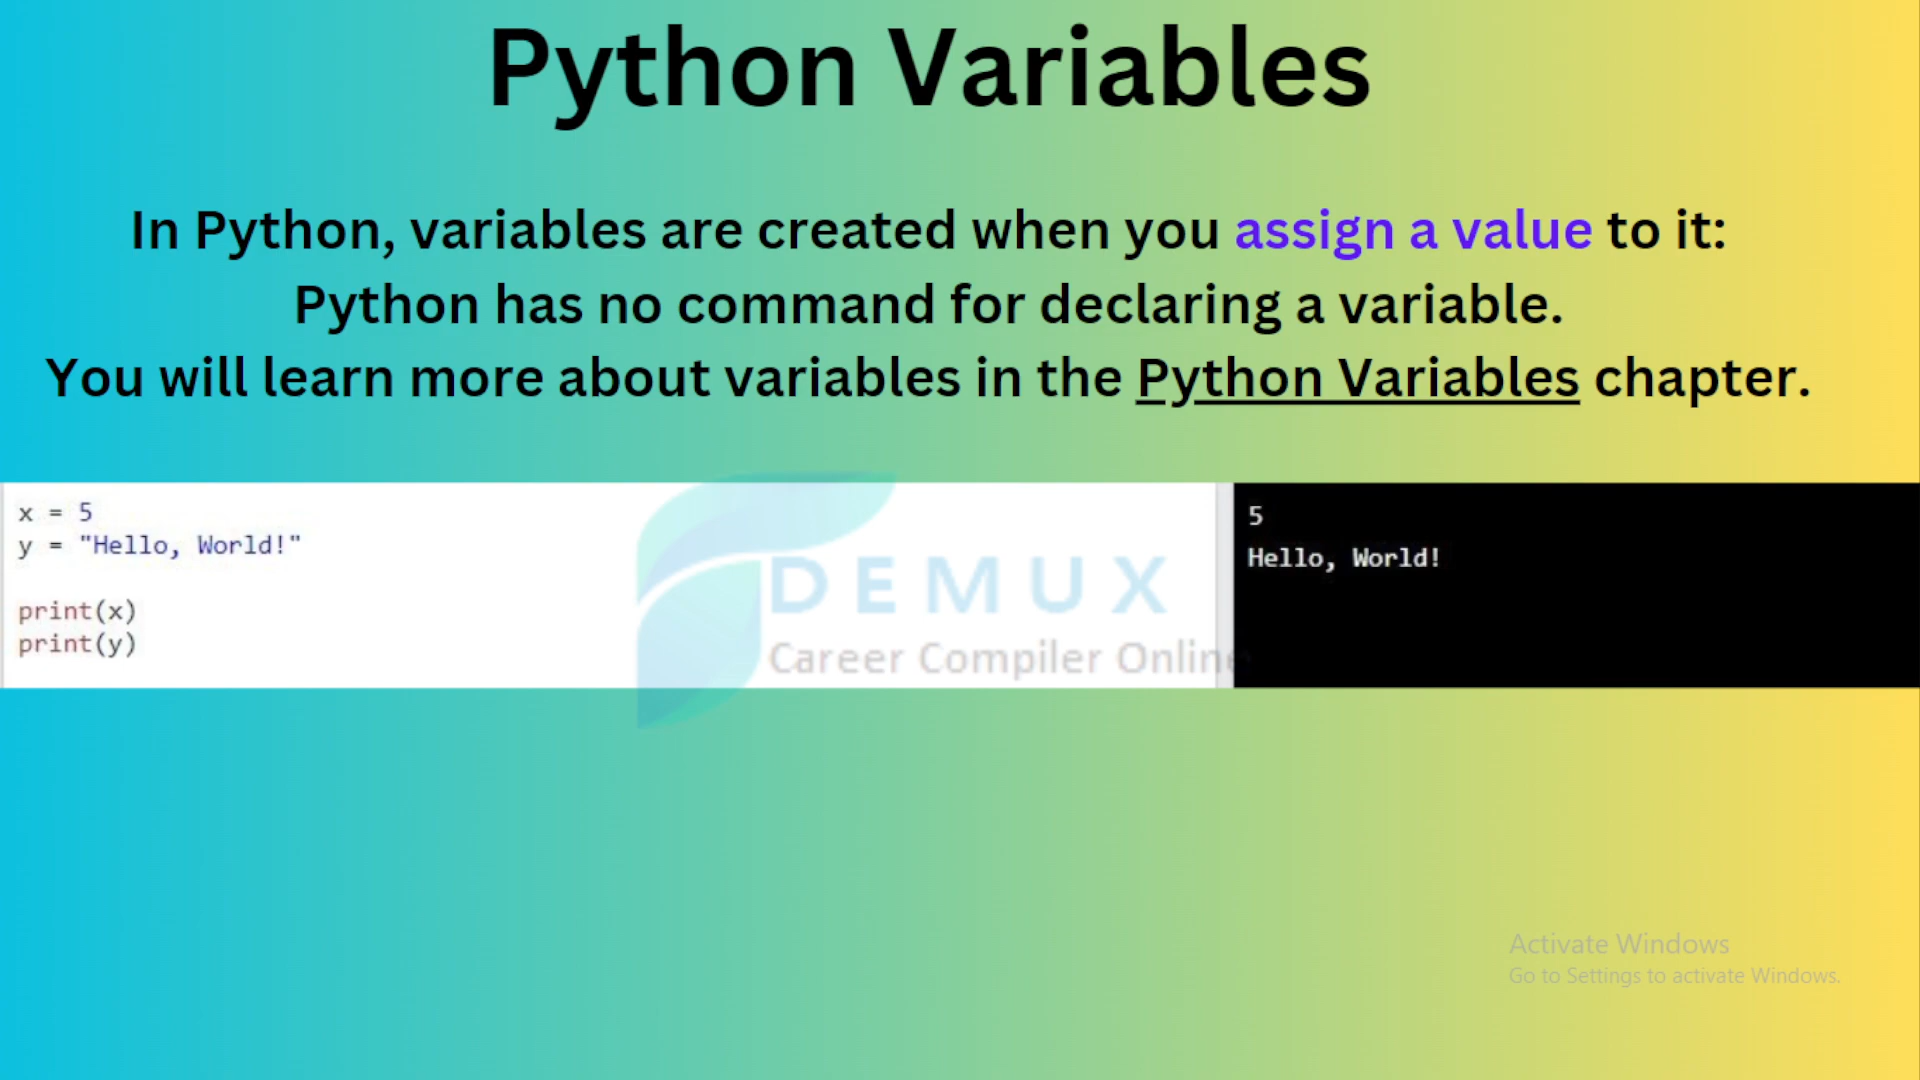 Python Variables
In Python, variables are created when you assign a value to it:
Python has no command for declaring a variable.
You will learn more about variables in the Python Variables chapter.
x = 5
y = "Hello, World!"
print(x)
print(y)
5
Hello, World!
DEMUX
Career Compiler Online
Activate Windows
Go to Settings to activate Windows.